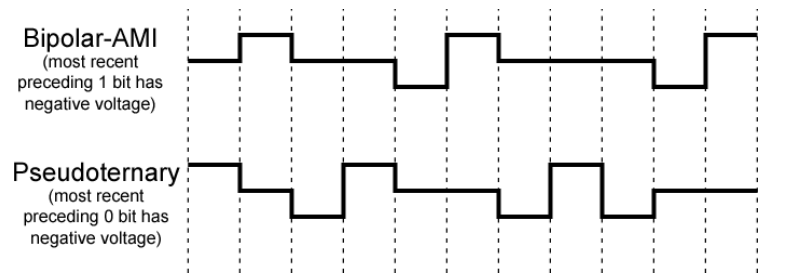 Bipolar-AMI
(most recent
preceding 1 bit has
negative voltage)
Pseudoternary
(most recent
preceding 0 bit has
negative voltage)